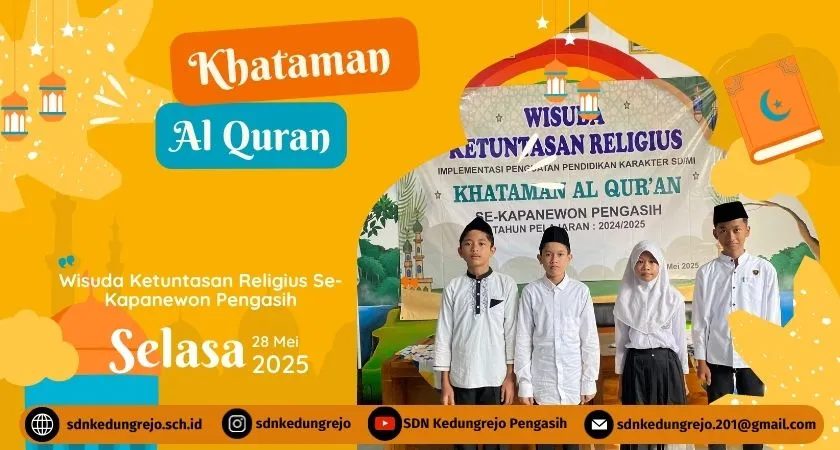 Khataman
Al Quran
Wisuda Ketuntasan Religius Se-
Kapanewon Pengasih
Selasa
28 Mei
2025
WISUDA
KETUNTASAN RELIGIUS
IMPLEMENTASI PENGUATAN PENDIDIKAN KARAKTER SD/MI
KHATAMAN AL QUR'AN
SE-KAPANEWON PENGASIH
TAHUN PELAJARAN : 2024/2025
Mei 2025
sdnkedungrejo.sch.id
sdnkedungrejo
SDN Kedungrejo Pengasih
sdnkedungrejo.201@gmail.com